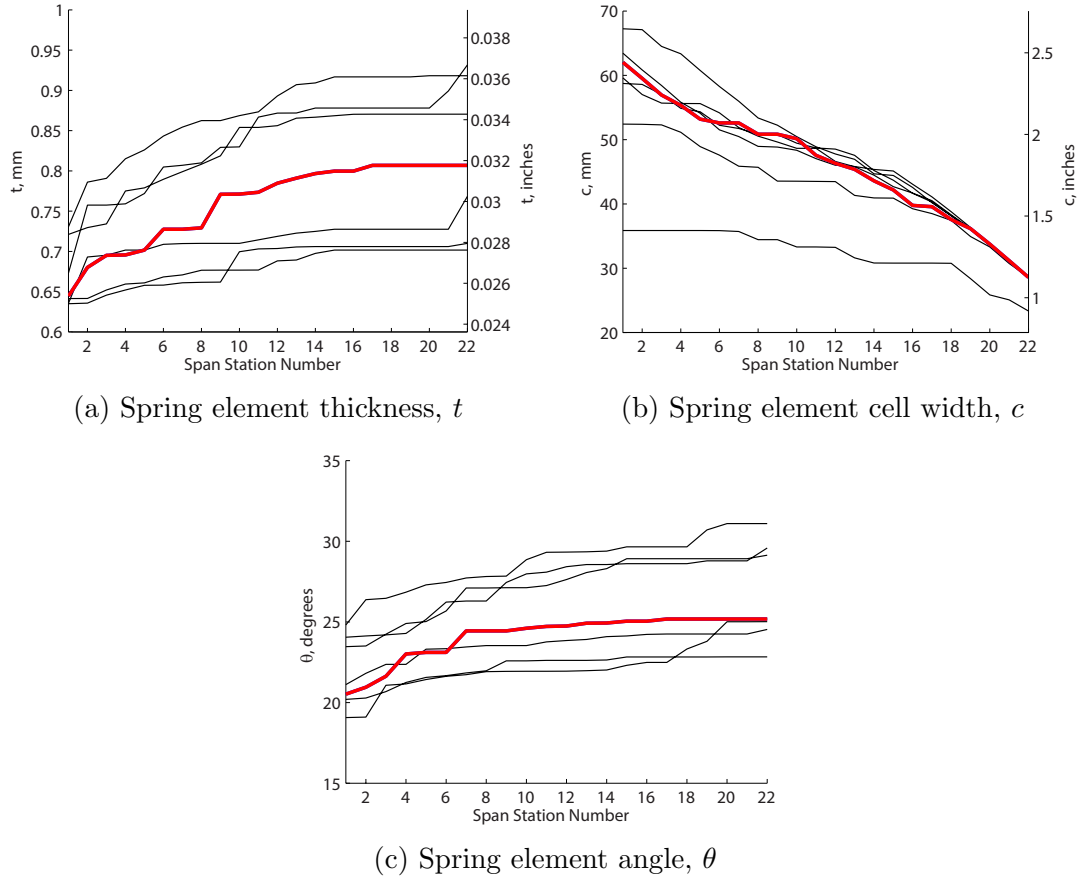 1
0.95
0.9
0.85
0.8
0.75
0.7
0.65
0.6
t, mm
0.038
0.036
0.034
0.032
0.03
0.028
0.026
0.024
t, inches
2 4 6 8 10 12 14 16 18 20 22
Span Station Number
(a) Spring element thickness, t
70
60
50
40
30
20
c, mm
2.5
2
1.5
1
c, inches
2 4 6 8 10 12 14 16 18 20 22
Span Station Number
(b) Spring element cell width, c
35
30
25
20
15
θ, degrees
2 4 6 8 10 12 14 16 18 20 22
Span Station Number
(c) Spring element angle, θ